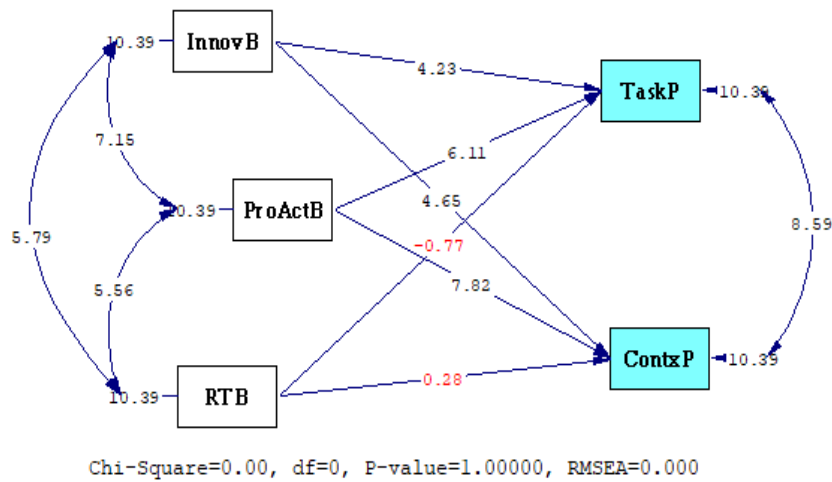 10.39 InnovB
4.23
TaskP 10.39
7.15
6.11
10.39 ProActB
4.65
8.59
5.79
-0.77
7.82
5.56
ContxP 10.39
0.28
10.39 RTB
Chi-Square=0.00, df=0, P-value=1.00000, RMSEA=0.000